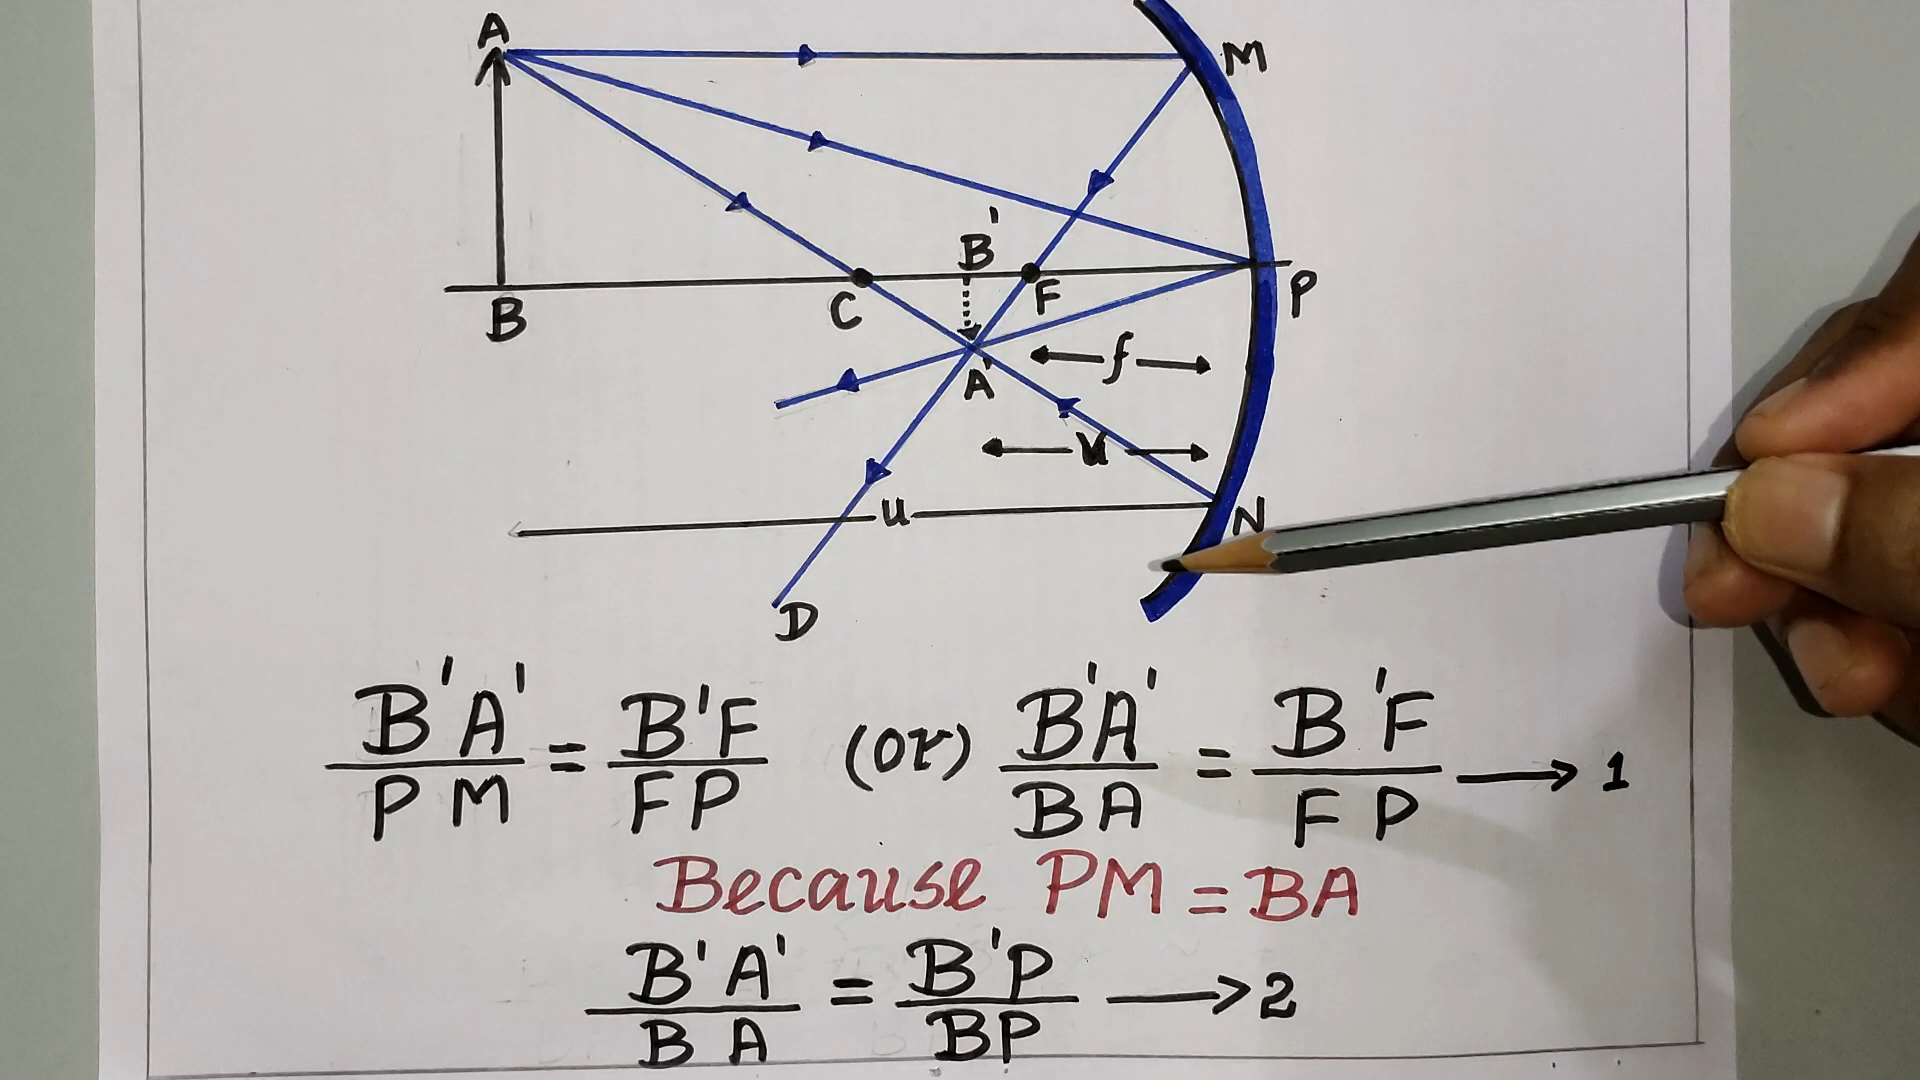 A
M
B'
C
F
P
B
f
A'
u
u
N
D
B'A'/PM = B'F/FP (or) B'A'/BA = B'F/FP → 1
Because PM = BA
B'A'/BA = B'P/BP → 2